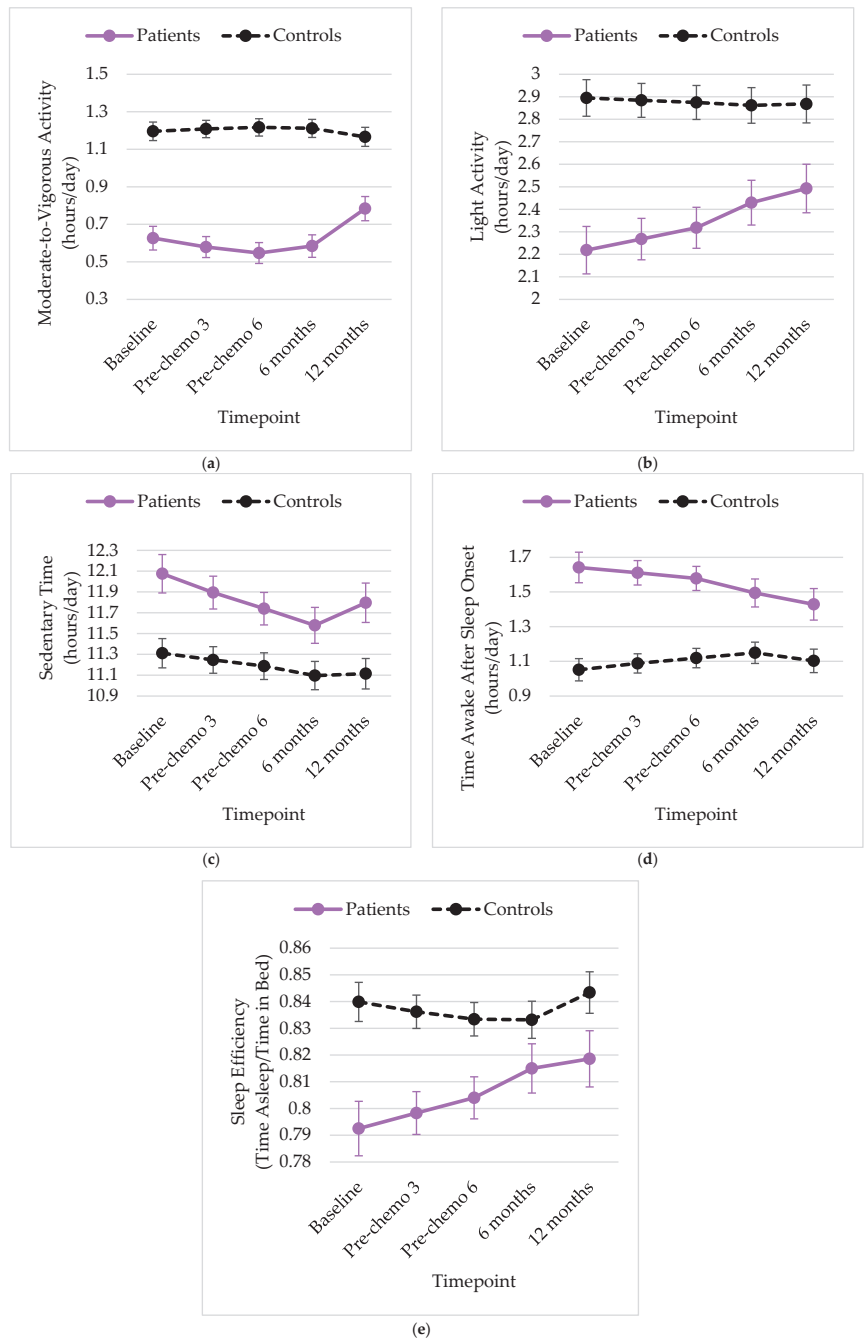 Patients Controls
Moderate-to-Vigorous Activity
(hours/day)
1.5
1.3
1.1
0.9
0.7
0.5
0.3
Baseline
Pre-chemo 3
Pre-chemo 6
6 months
12 months
Timepoint
(a)
Patients Controls
Light Activity
(hours/day)
3
2.9
2.8
2.7
2.6
2.5
2.4
2.3
2.2
2.1
2
Baseline
Pre-chemo 3
Pre-chemo 6
6 months
12 months
Timepoint
(b)
Patients Controls
Sedentary Time
(hours/day)
12.3
12.1
11.9
11.7
11.5
11.3
11.1
10.9
Baseline
Pre-chemo 3
Pre-chemo 6
6 months
12 months
Timepoint
(c)
Patients Controls
Time Awake After Sleep Onset
(hours/day)
1.7
1.5
1.3
1.1
0.9
Baseline
Pre-chemo 3
Pre-chemo 6
6 months
12 months
Timepoint
(d)
Patients Controls
Sleep Efficiency
(Time Asleep/Time in Bed)
0.86
0.85
0.84
0.83
0.82
0.81
0.8
0.79
0.78
Baseline
Pre-chemo 3
Pre-chemo 6
6 months
12 months
Timepoint
(e)